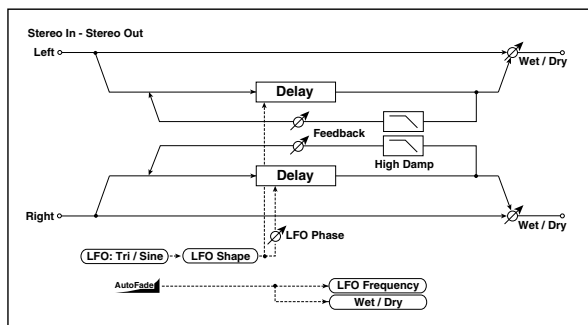 Stereo In - Stereo Out
Left
Wet / Dry
Delay
Feedback
High Damp
Delay
Right
Wet / Dry
LFO Phase
LFO: Tri / Sine
LFO Shape
AutoFade
LFO Frequency
Wet / Dry